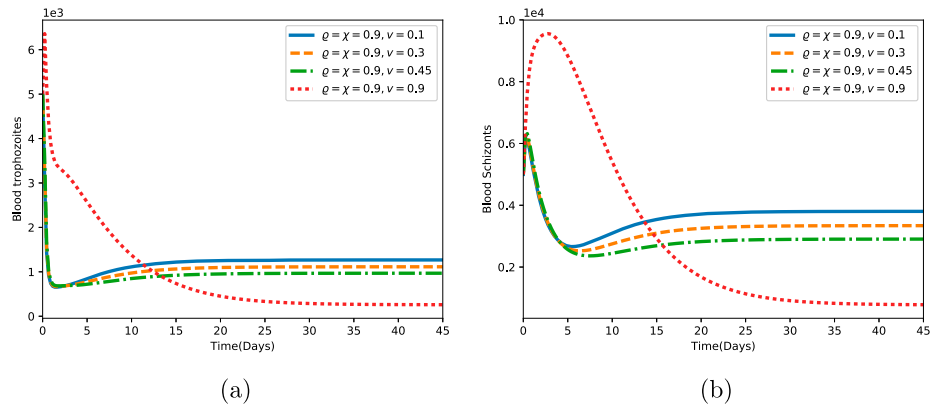 1e3
Blood trophozoites
6
5
4
3
2
1
0
ϱ = χ = 0.9, v = 0.1
ϱ = χ = 0.9, v = 0.3
ϱ = χ = 0.9, v = 0.45
ϱ = χ = 0.9, v = 0.9
0 5 10 15 20 25 30 35 40 45
Time(Days)
(a)
1e4
Blood Schizonts
1.0
0.8
0.6
0.4
0.2
ϱ = χ = 0.9, v = 0.1
ϱ = χ = 0.9, v = 0.3
ϱ = χ = 0.9, v = 0.45
ϱ = χ = 0.9, v = 0.9
0 5 10 15 20 25 30 35 40 45
Time(Days)
(b)